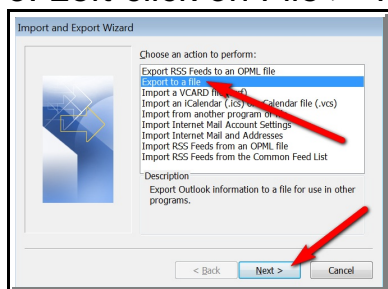 Import and Export Wizard
Choose an action to perform:
Export RSS Feeds to an OPML file
Export to a file
Import a VCARD file
Import an iCalendar (.ics) or vCalendar file (.vcs)
Import from another program or
Import Internet Mail Account Settings
Import Internet Mail and Addresses
Import RSS Feeds from an OPML file
Import RSS Feeds from the Common Feed List
Description
Export Outlook information to a file for use in other
programs.
< Back Next > Cancel